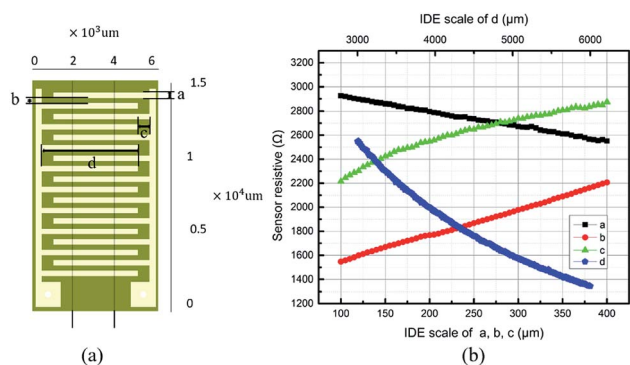 × 10³um
0 2 4 6
b
a
c
d
1.5
1
0.5
0
× 10⁴um
(a)
IDE scale of d (μm)
3000 4000 5000 6000
Sensor resistive (Ω)
3200
3000
2800
2600
2400
2200
2000
1800
1600
1400
1200
a
b
c
d
100 150 200 250 300 350 400
IDE scale of a, b, c (μm)
(b)